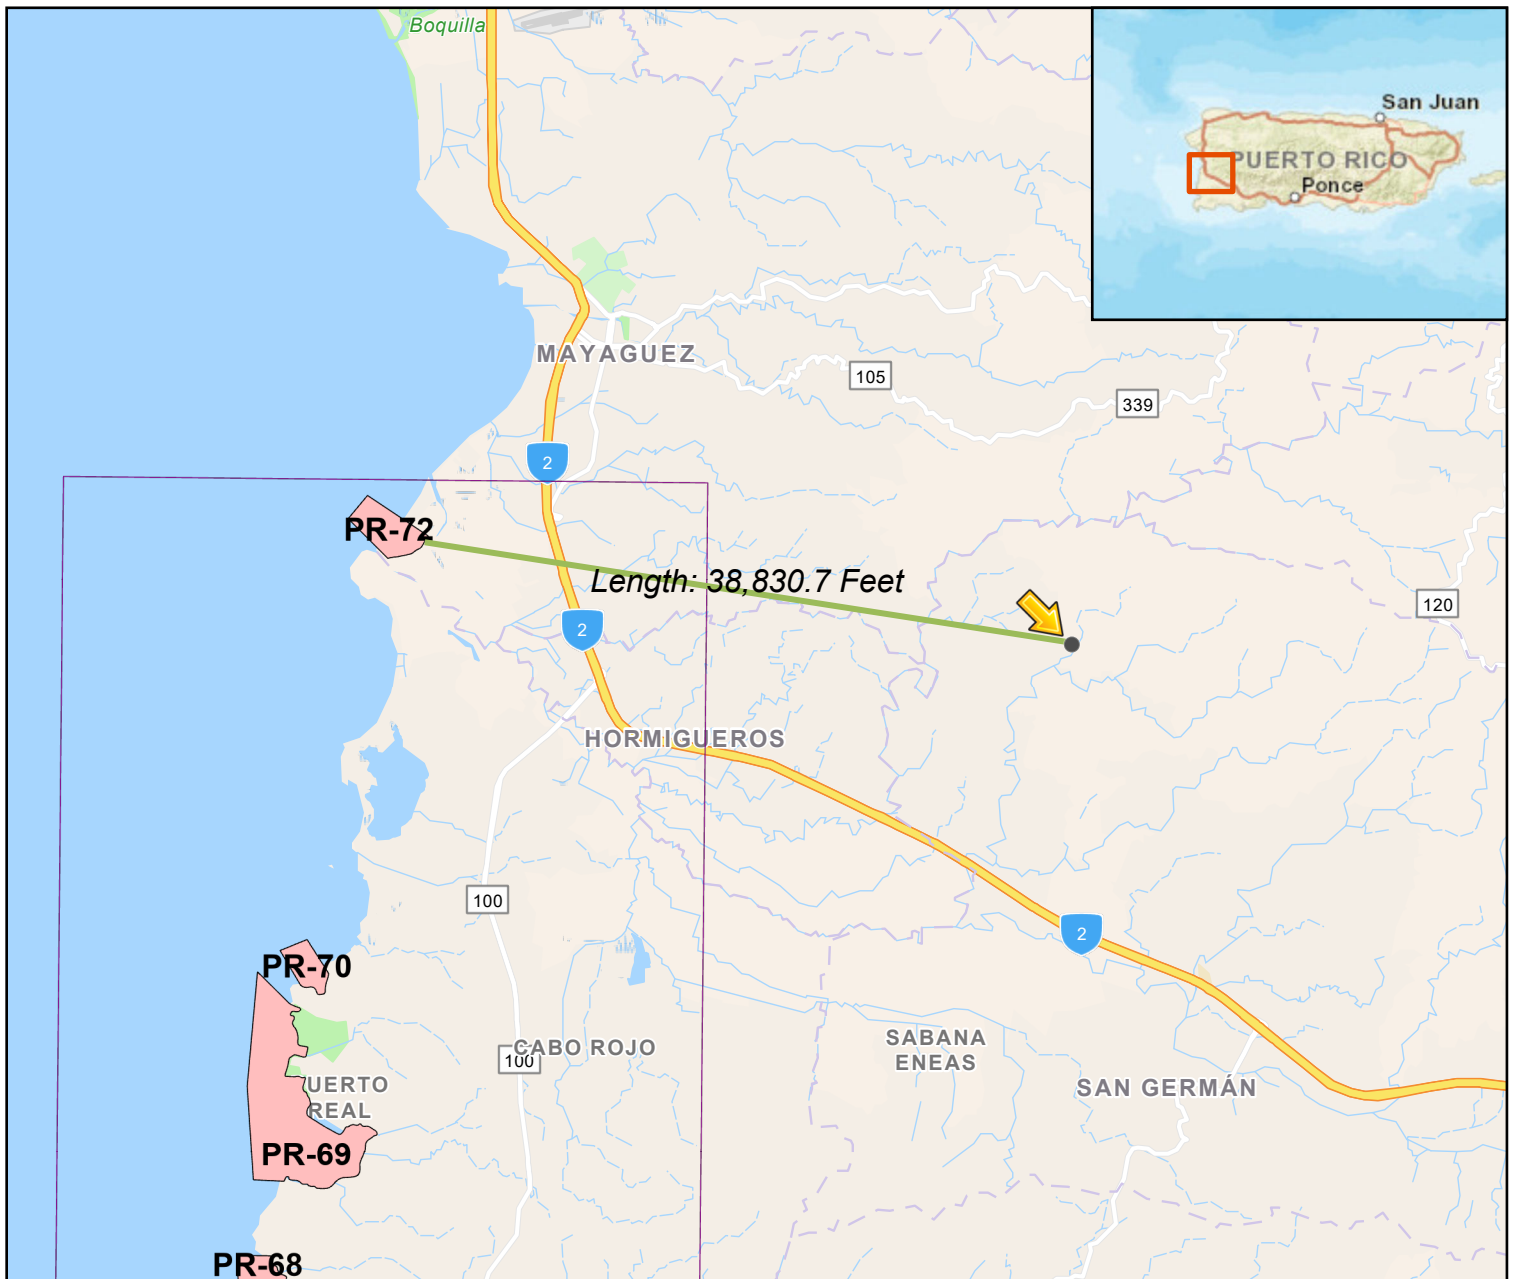 Boquilla
San Juan
PUERTO RICO
Ponce
MAYAGUEZ
105
339
2
PR-72
Length: 38,830.7 Feet
120
2
HORMIGUEROS
100
2
PR-70
SABANA
ENEAS
CABO ROJO
100
UERTO
REAL
SAN GERMÁN
PR-69
PR-68